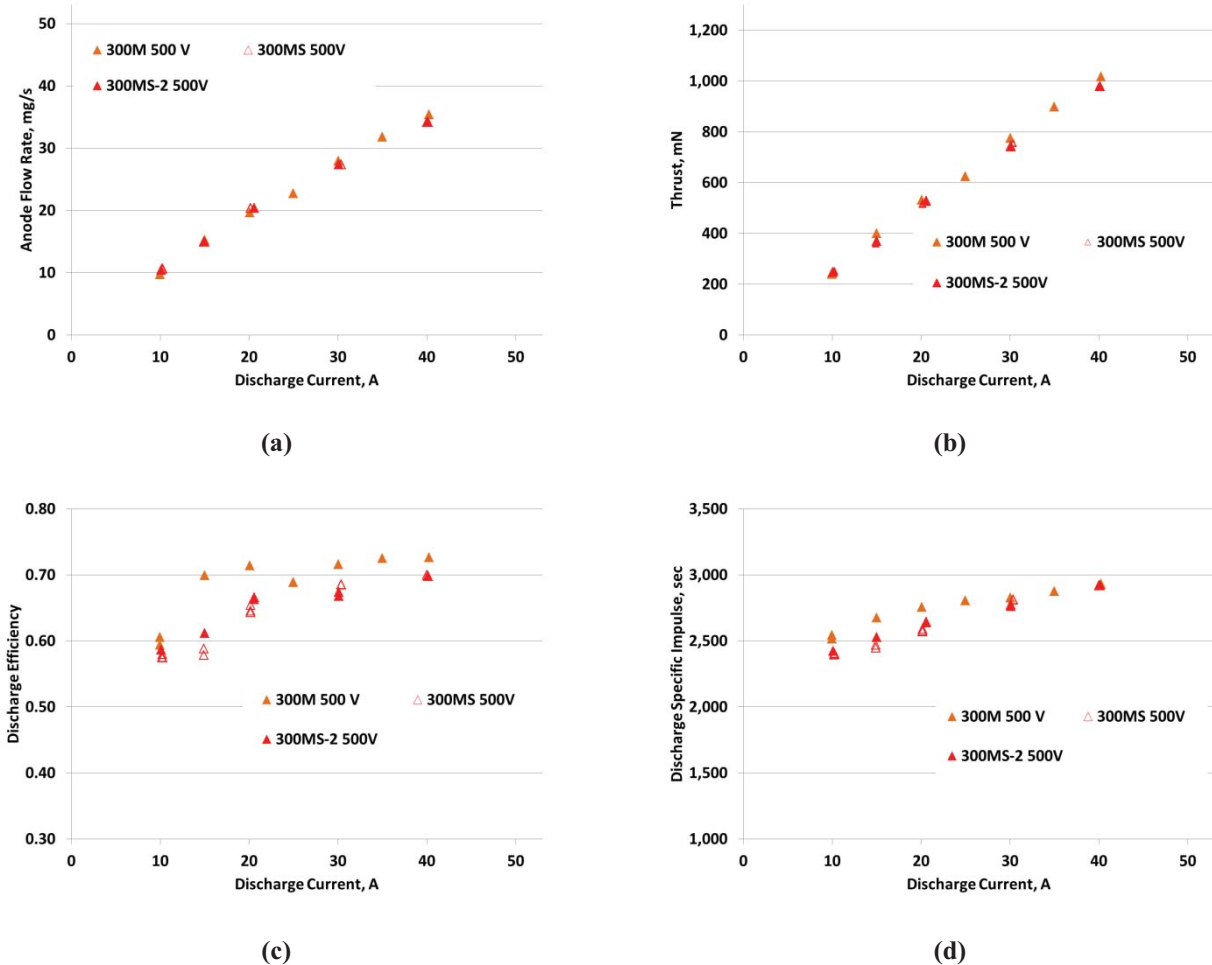 50
40
30
20
10
0
Anode Flow Rate, mg/s
300M 500 V
300MS 500V
300MS-2 500V
0 10 20 30 40 50
Discharge Current, A
(a)
1,200
1,000
800
600
400
200
0
Thrust, mN
300M 500 V
300MS 500V
300MS-2 500V
0 10 20 30 40 50
Discharge Current, A
(b)
0.80
0.70
0.60
0.50
0.40
0.30
Discharge Efficiency
300M 500 V
300MS 500V
300MS-2 500V
0 10 20 30 40 50
Discharge Current, A
(c)
3,500
3,000
2,500
2,000
1,500
1,000
Discharge Specific Impulse, sec
300M 500 V
300MS 500V
300MS-2 500V
0 10 20 30 40 50
Discharge Current, A
(d)